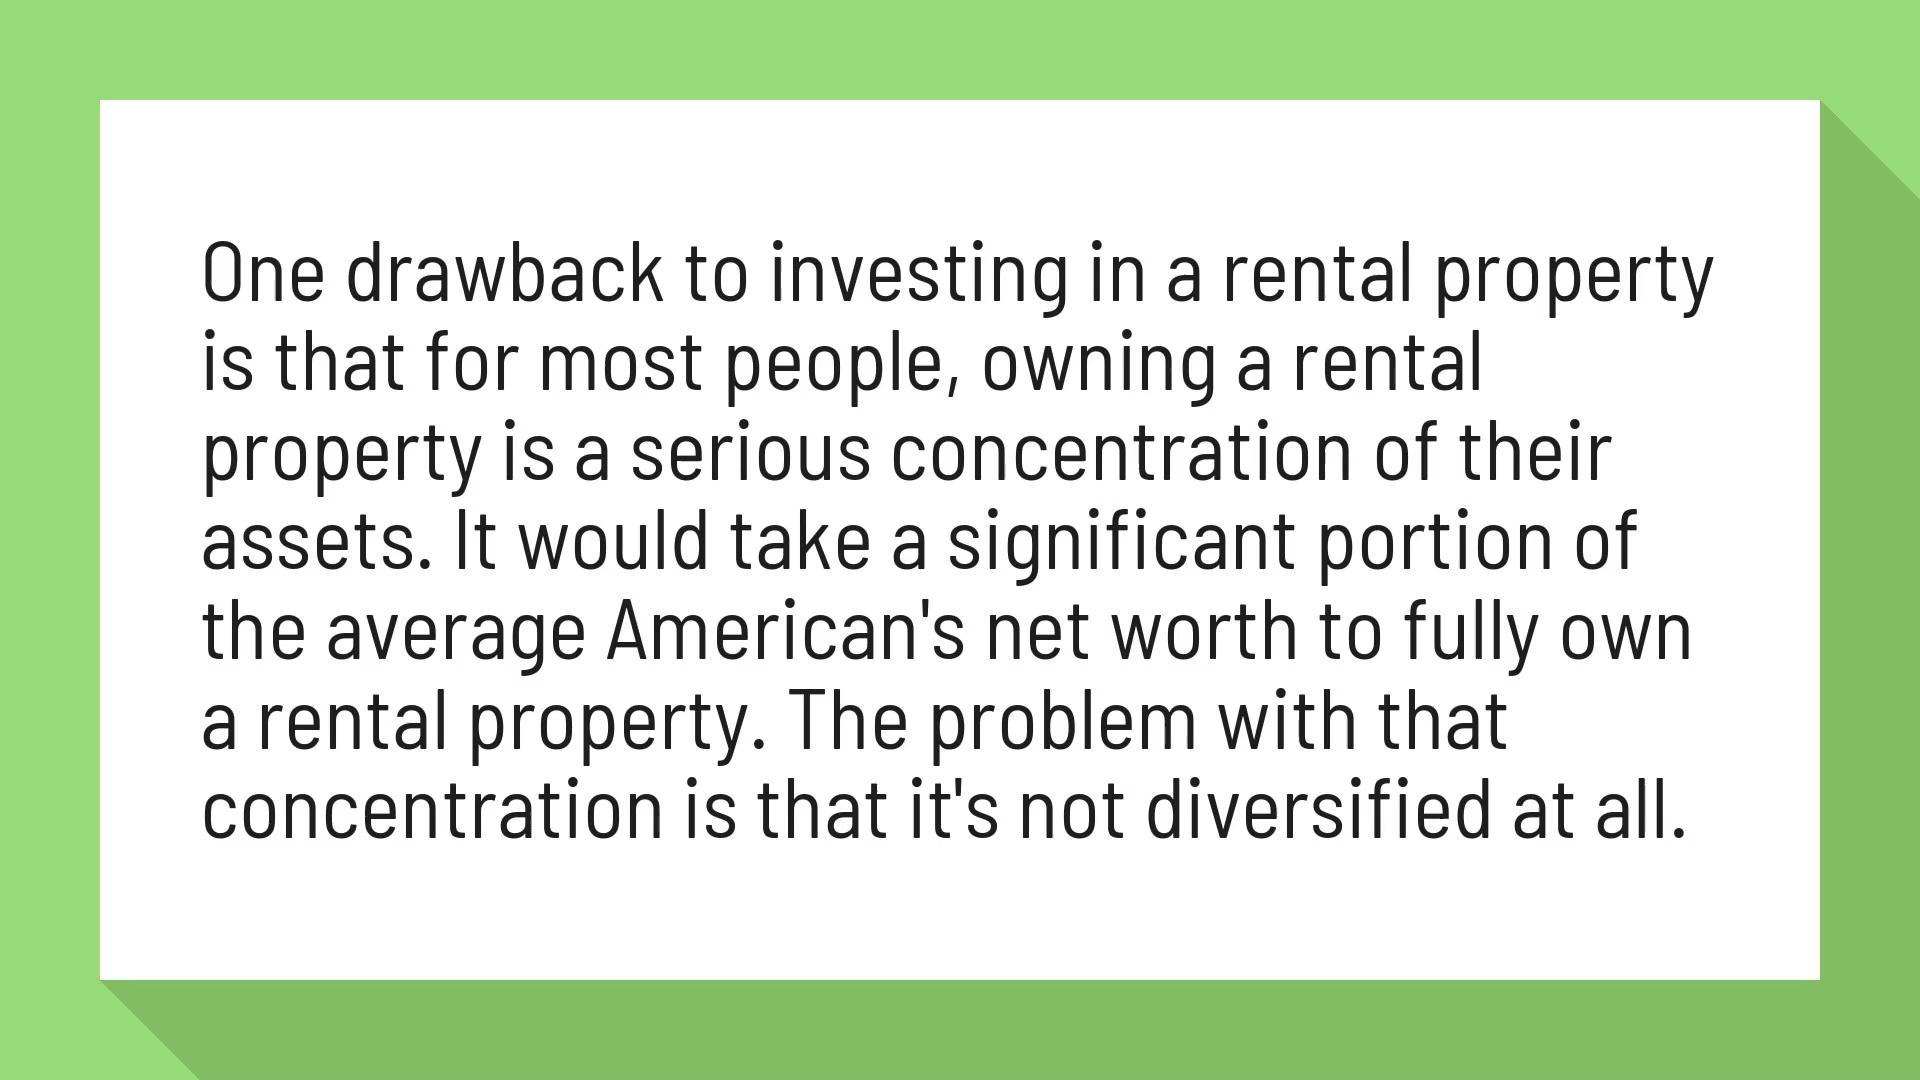 One drawback to investing in a rental property
is that for most people, owning a rental
property is a serious concentration of their
assets. It would take a significant portion of
the average American's net worth to fully own
a rental property. The problem with that
concentration is that it's not diversified at all.